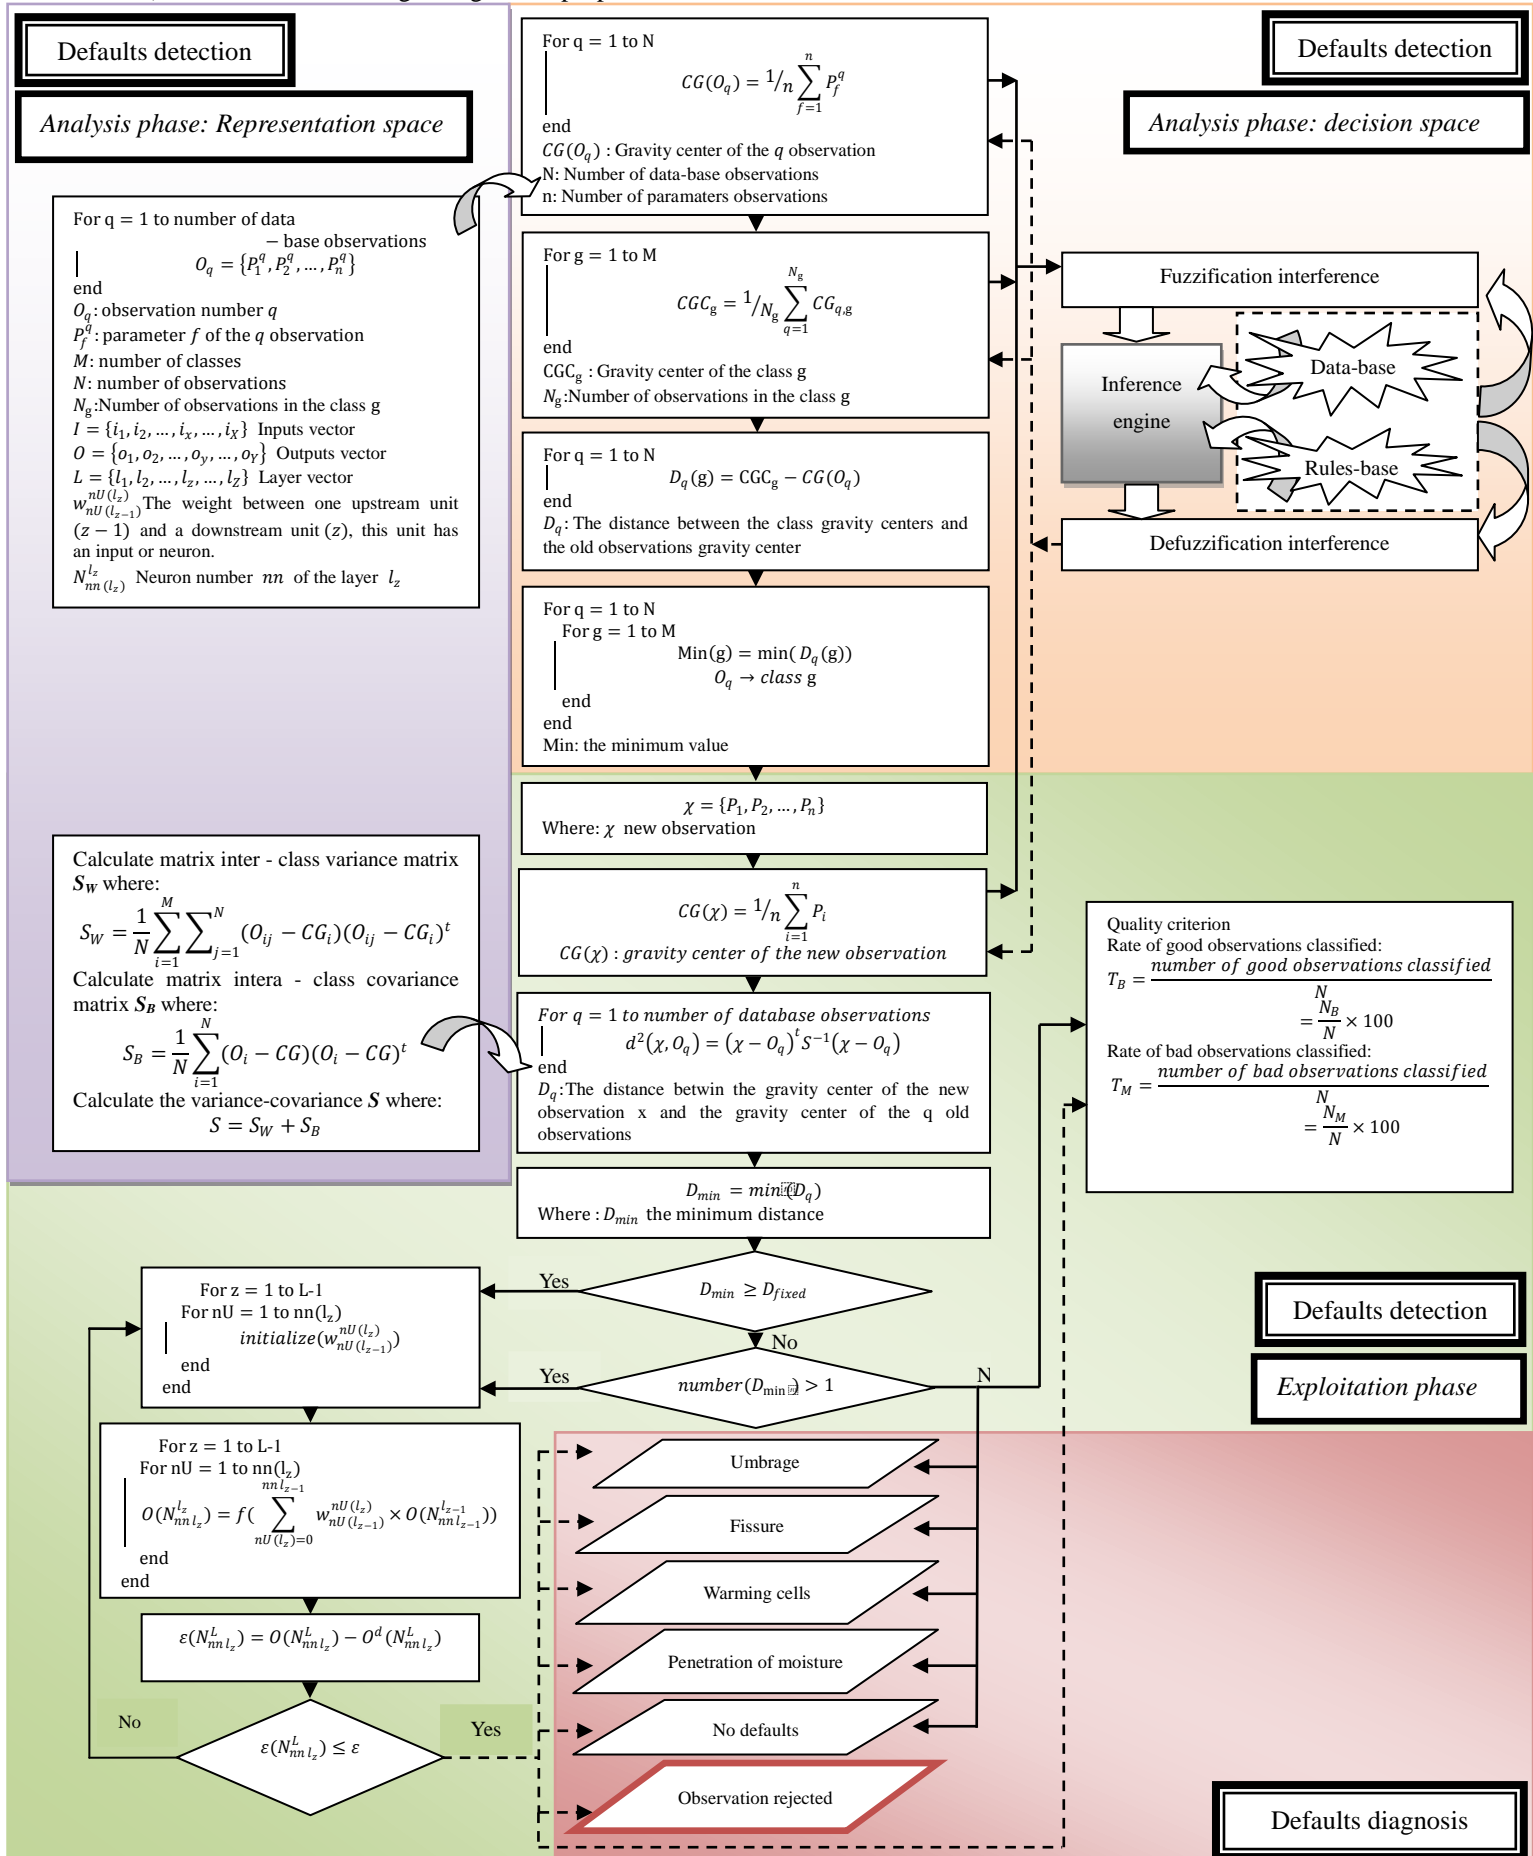 Defaults detection
Analysis phase: Representation space
For q = 1 to number of data
− base observations
O_q = {P_1^q, P_2^q, …, P_n^q}
end
O_q: observation number q
P_f^q: parameter f of the q observation
M: number of classes
N: number of observations
N_g:Number of observations in the class g
I = {i_1, i_2, …, i_x, …, i_X} Inputs vector
O = {o_1, o_2, …, o_y, …, o_Y} Outputs vector
L = {l_1, l_2, …, l_z, …, l_Z} Layer vector
w_{nU(l_{z−1})}^{nU(l_z)} The weight between one upstream unit
(z − 1) and a downstream unit (z), this unit has
an input or neuron.
N_{nn(l_z)}^{l_z} Neuron number nn of the layer l_z
Calculate matrix inter - class variance matrix
S_W where:
S_W = 1/N ∑_{i=1}^{M} ∑_{j=1}^{N} (O_ij − CG_i)(O_ij − CG_i)^t
Calculate matrix intera - class covariance
matrix S_B where:
S_B = 1/N ∑_{i=1}^{N} (O_i − CG)(O_i − CG)^t
Calculate the variance-covariance S where:
S = S_W + S_B
For q = 1 to N
CG(O_q) = 1/n ∑_{f=1}^{n} P_f^q
end
CG(O_q) : Gravity center of the q observation
N: Number of data-base observations
n: Number of paramaters observations
For g = 1 to M
CGC_g = 1/N_g ∑_{q=1}^{N_g} CG_{q,g}
end
CGC_g : Gravity center of the class g
N_g:Number of observations in the class g
For q = 1 to N
D_q(g) = CGC_g − CG(O_q)
end
D_q: The distance between the class gravity centers and
the old observations gravity center
For q = 1 to N
For g = 1 to M
Min(g) = min( D_q(g))
O_q → class g
end
end
Min: the minimum value
χ = {P_1, P_2, …, P_n}
Where: χ new observation
CG(χ) = 1/n ∑_{i=1}^{n} P_i
CG(χ) : gravity center of the new observation
For q = 1 to number of database observations
d^2(χ, O_q) = (χ − O_q)^t S^{−1}(χ − O_q)
end
D_q:The distance betwin the gravity center of the new
observation x and the gravity center of the q old
observations
D_min = min(D_q)
Where : D_min the minimum distance
D_min ≥ D_fixed
Yes
No
number(D_min) > 1
Yes
N
Defaults detection
Analysis phase: decision space
Fuzzification interference
Inference
engine
Data-base
Rules-base
Defuzzification interference
Quality criterion
Rate of good observations classified:
T_B = number of good observations classified / N
= N_B/N × 100
Rate of bad observations classified:
T_M = number of bad observations classified / N
= N_M/N × 100
Defaults detection
Exploitation phase
For z = 1 to L-l
For nU = 1 to nn(l_z)
initialize(w_{nU(l_{z−1})}^{nU(l_z)})
end
end
For z = 1 to L-l
For nU = 1 to nn(l_z)
O(N_{nn l_z}^{l_z}) = f(∑_{nU(l_z)=0}^{nn l_{z−1}} w_{nU(l_{z−1})}^{nU(l_z)} × O(N_{nn l_{z−1}}^{l_{z−1}}))
end
end
ε(N_{nn l_z}^L) = O(N_{nn l_z}^L) − O^d(N_{nn l_z}^L)
ε(N_{nn l_z}^L) ≤ ε
No
Yes
Umbrage
Fissure
Warming cells
Penetration of moisture
No defaults
Observation rejected
Defaults diagnosis